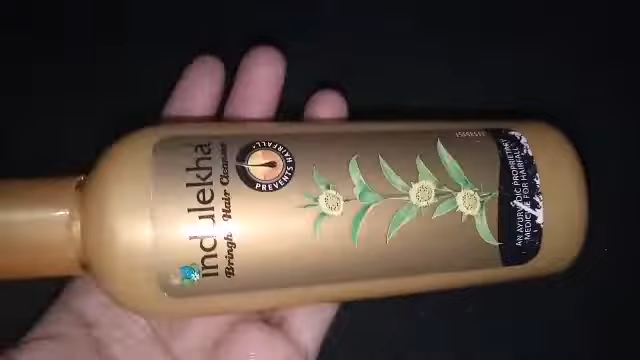 indulekha
Bringha Hair Cleanser
PREVENTS HAIRFALL
AN AYURVEDIC PROPRIETARY
MEDICINE FOR HAIRFALL